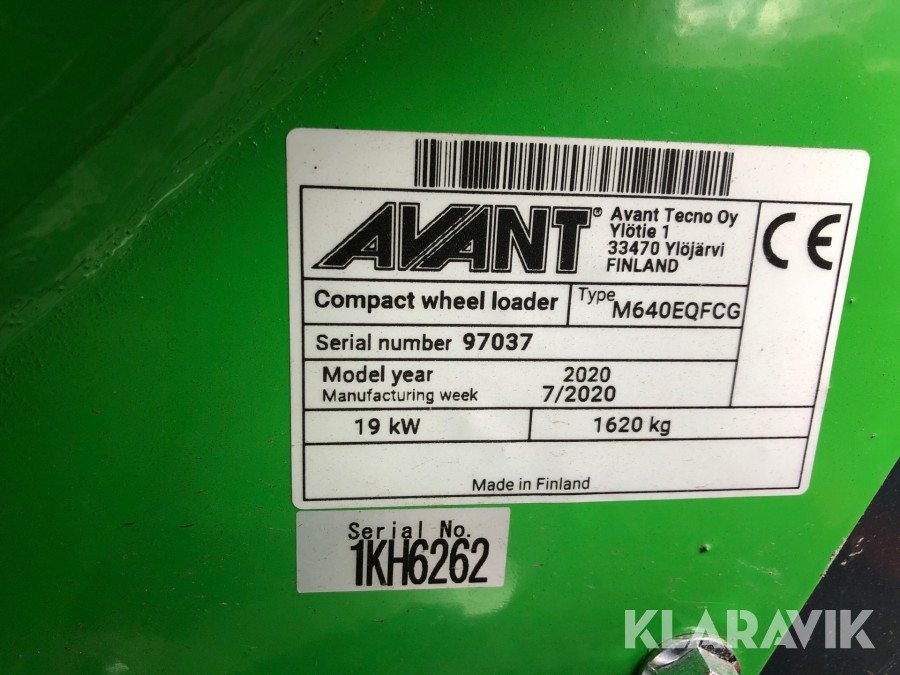 AVANT®
Avant Tecno Oy
Ylötie 1
33470 Ylöjärvi
FINLAND
CE
Compact wheel loader
Type
M640EQFCG
Serial number 97037
Model year 2020
Manufacturing week 7/2020
19 kW
1620 kg
Made in Finland
Serial No.
1KH6262
KLARAVIK